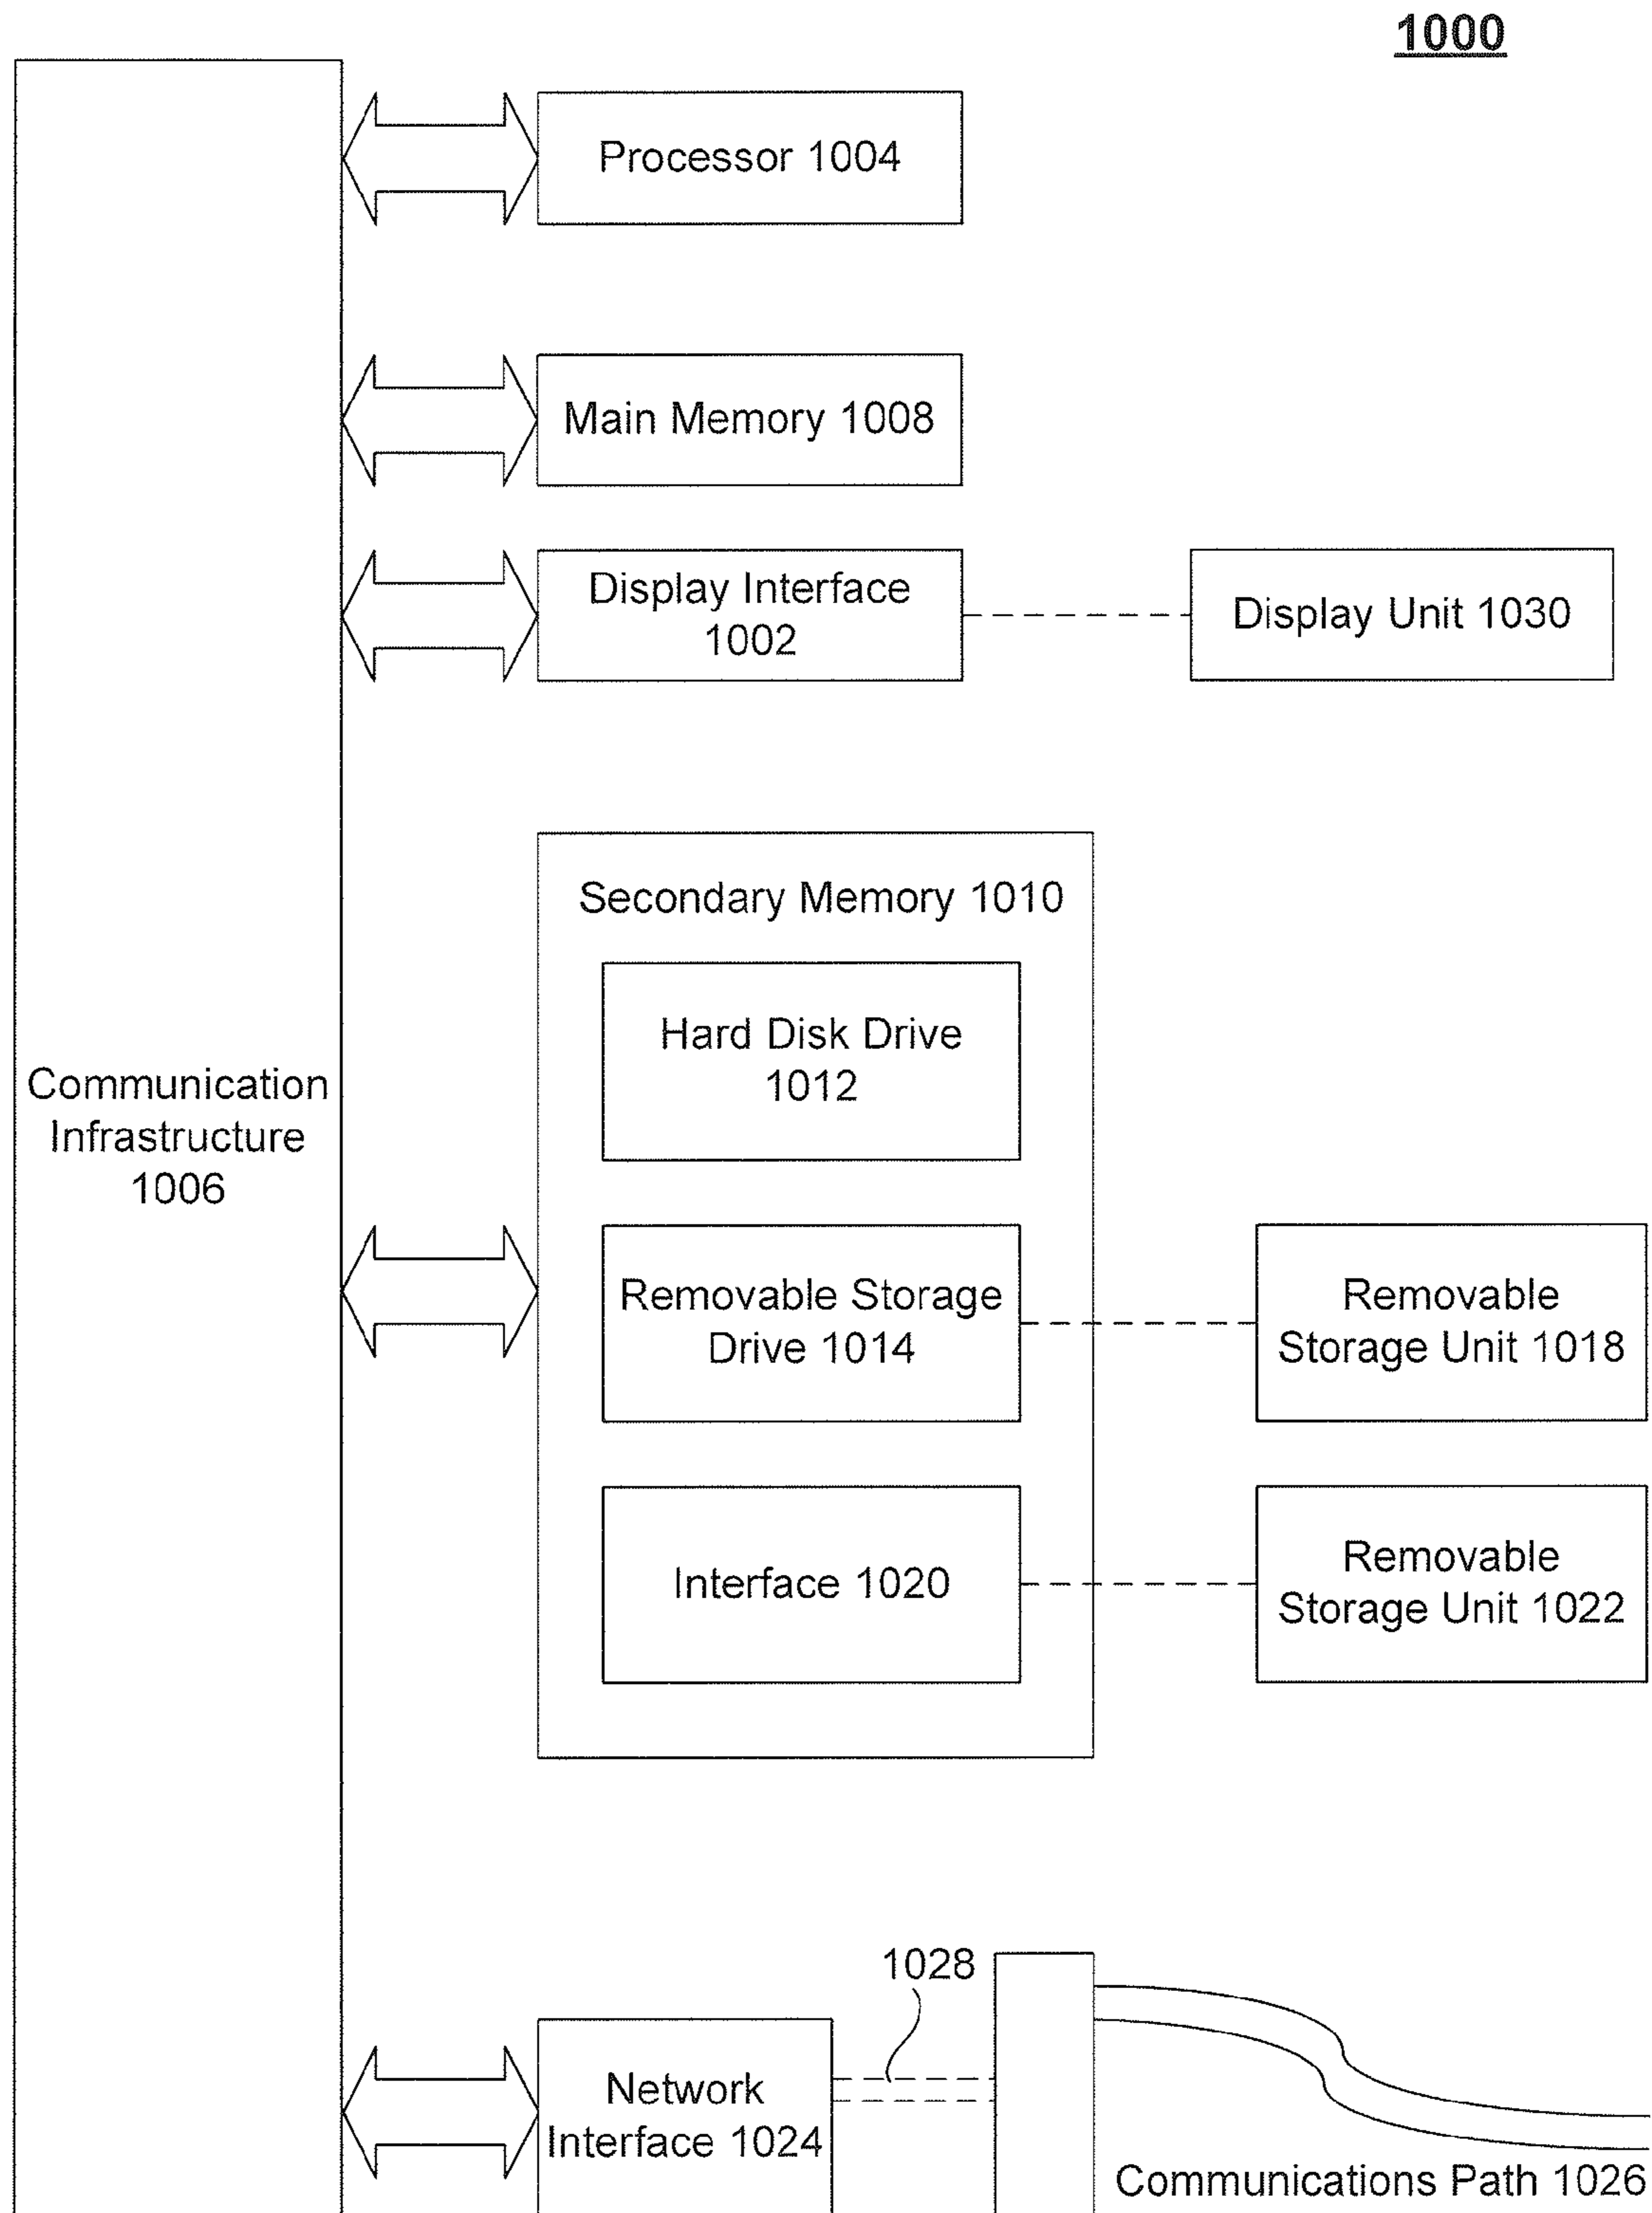 1000
Processor 1004
Main Memory 1008
Display Interface
1002
Display Unit 1030
Secondary Memory 1010
Hard Disk Drive
1012
Communication
Infrastructure
1006
Removable Storage
Drive 1014
Removable
Storage Unit 1018
Interface 1020
Removable
Storage Unit 1022
1028
Network
Interface 1024
Communications Path 1026